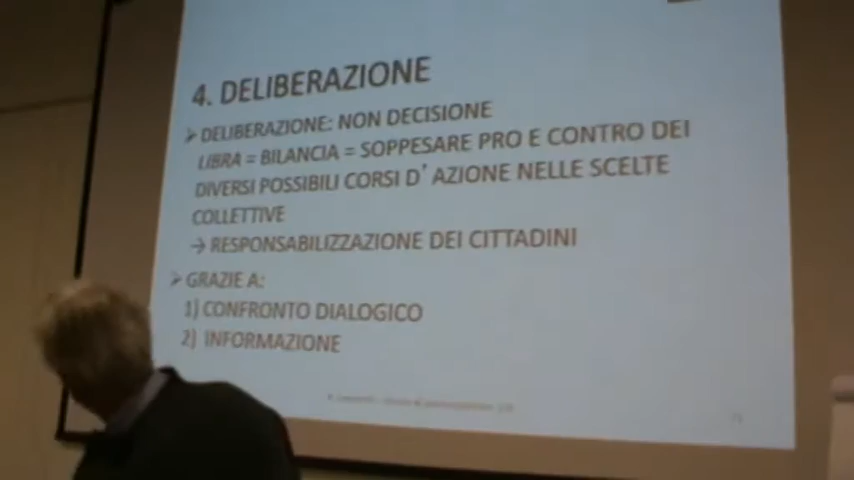 4. DELIBERAZIONE
➢ DELIBERAZIONE: NON DECISIONE
LIBRA = BILANCIA = SOPPESARE PRO E CONTRO DEI
DIVERSI POSSIBILI CORSI D' AZIONE NELLE SCELTE
COLLETTIVE
→ RESPONSABILIZZAZIONE DEI CITTADINI
➢ GRAZIE A:
1) CONFRONTO DIALOGICO
2) INFORMAZIONE